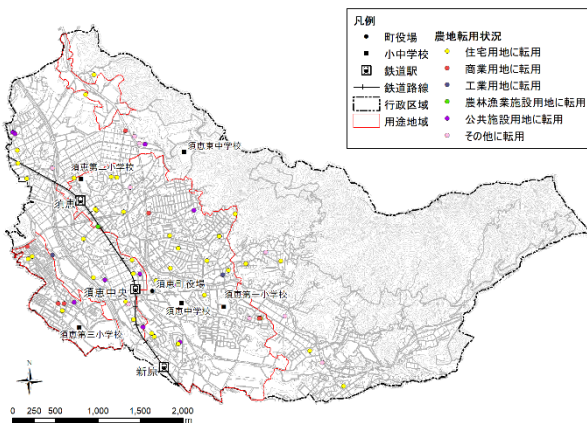 凡例
町役場
小中学校
鉄道駅
鉄道路線
行政区域
用途地域
農地転用状況
住宅用地に転用
商業用地に転用
工業用地に転用
農林漁業施設用地に転用
公共施設用地に転用
その他に転用
須恵東中学校
須恵第二小学校
須恵
須恵町役場
須恵中央
須恵第一小学校
須恵中学校
須恵第三小学校
新原
N
0 250 500 1,000 1,500 2,000
m